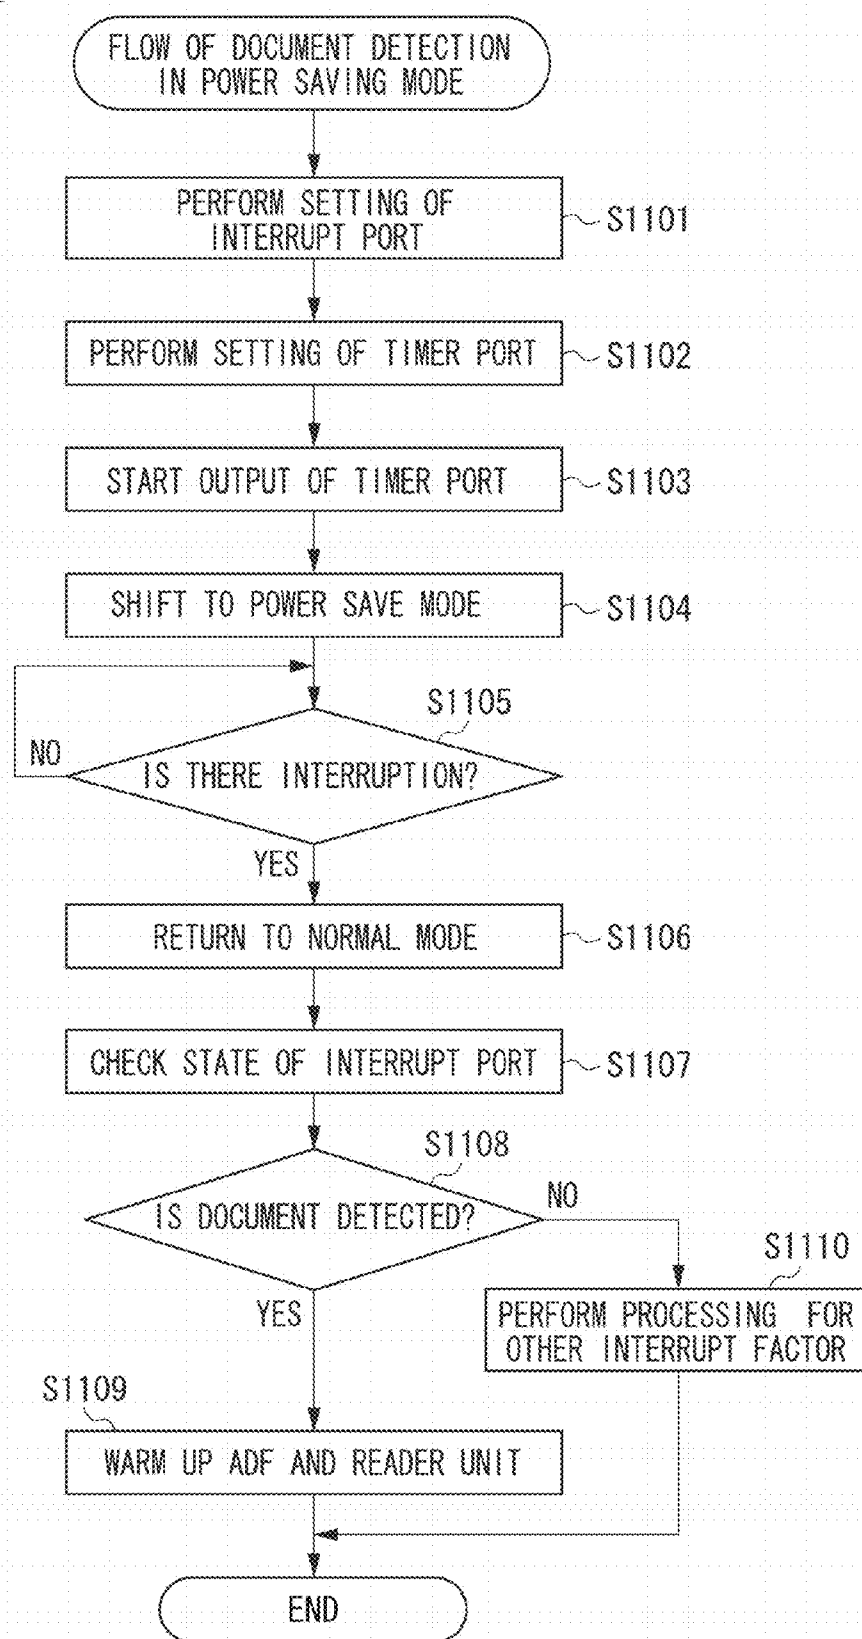 FLOW OF DOCUMENT DETECTION
IN POWER SAVING MODE
PERFORM SETTING OF
INTERRUPT PORT
S1101
PERFORM SETTING OF TIMER PORT
S1102
START OUTPUT OF TIMER PORT
S1103
SHIFT TO POWER SAVE MODE
S1104
S1105
NO
IS THERE INTERRUPTION?
YES
RETURN TO NORMAL MODE
S1106
CHECK STATE OF INTERRUPT PORT
S1107
S1108
IS DOCUMENT DETECTED?
NO
YES
S1110
PERFORM PROCESSING FOR
OTHER INTERRUPT FACTOR
S1109
WARM UP ADF AND READER UNIT
END